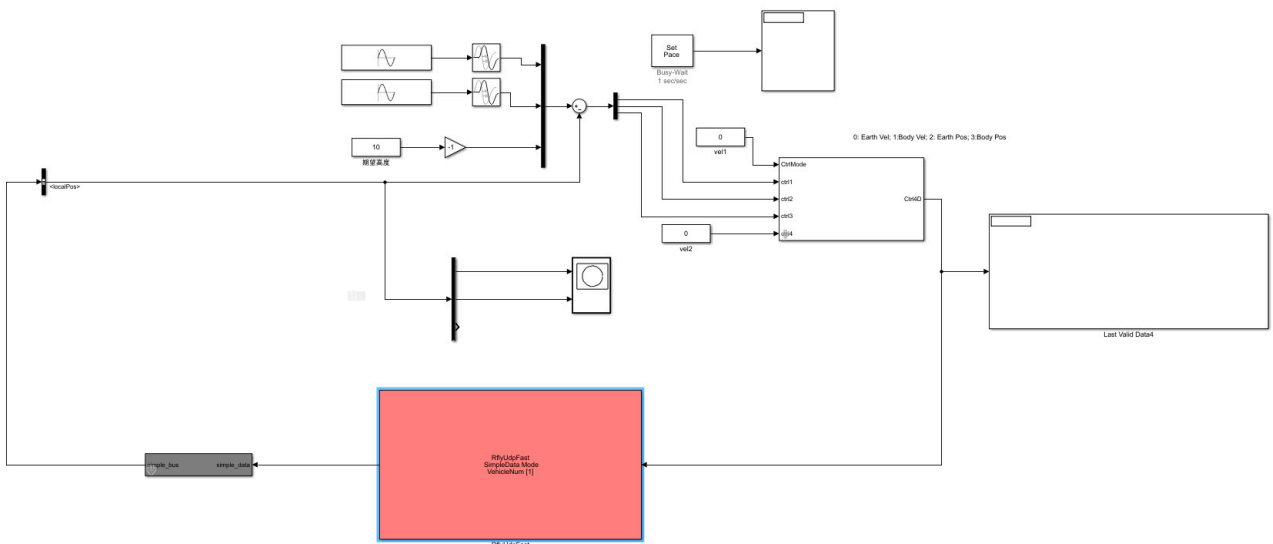 Set
Pace
Busy-Wait
1 sec/sec
10
-1
期望高度
0
vel1
0: Earth Vel; 1:Body Vel; 2: Earth Pos; 3:Body Pos
<localPos>
CtrlMode
ctrl1
ctrl2
ctrl3
ctrl4
Ctrl4D
0
vel2
Last Valid Data4
RflyUdpFast
SimpleData Mode
VehicleNum [1]
simple_bus
simple_data
RflyUdpFast